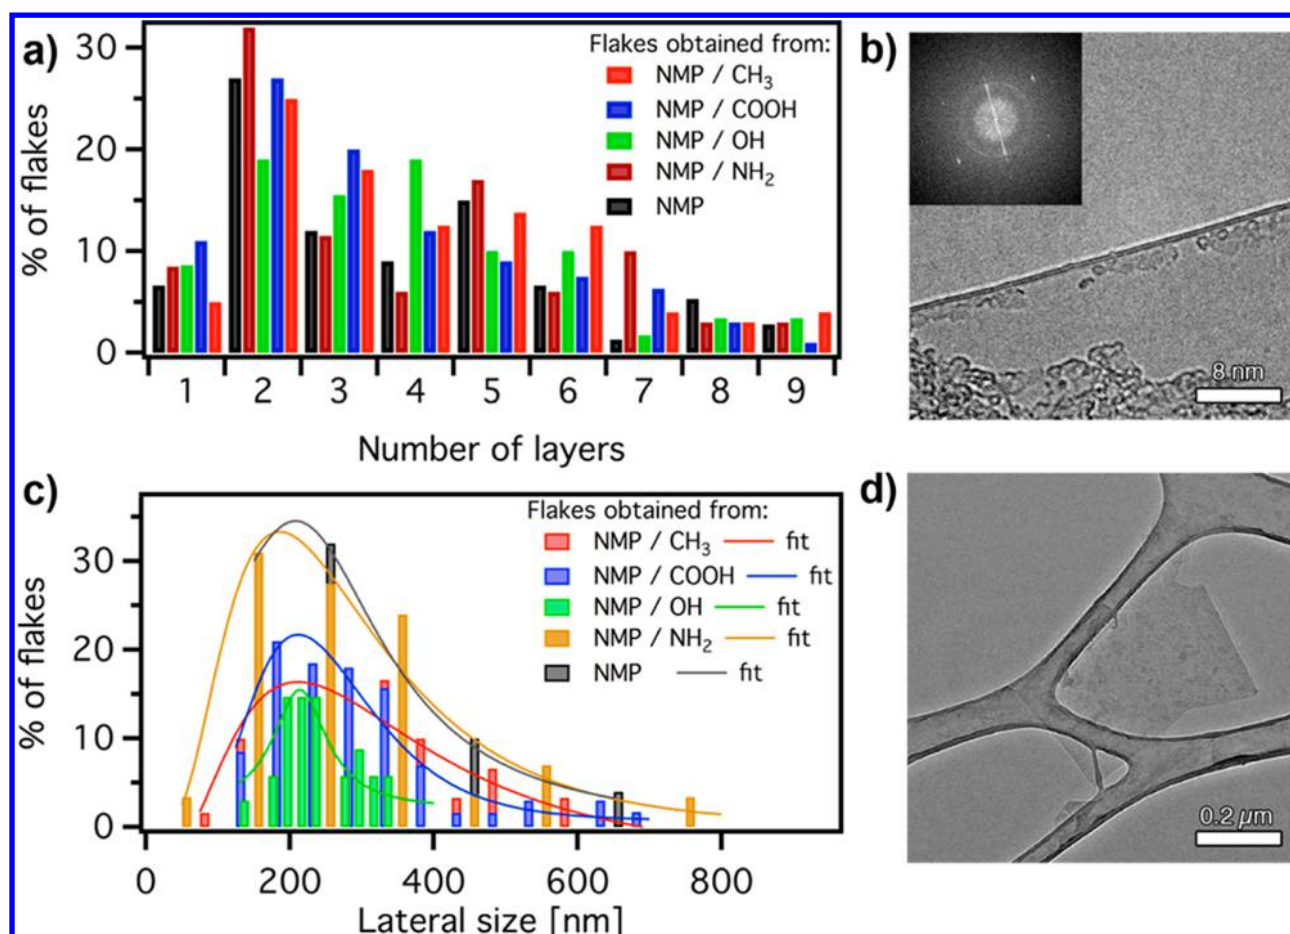 a)
% of flakes
30
20
10
0
Flakes obtained from:
NMP / CH₃
NMP / COOH
NMP / OH
NMP / NH₂
NMP
1 2 3 4 5 6 7 8 9
Number of layers
b)
8 nm
c)
% of flakes
30
20
10
0
Flakes obtained from:
NMP / CH₃ fit
NMP / COOH fit
NMP / OH fit
NMP / NH₂ fit
NMP fit
0 200 400 600 800
Lateral size [nm]
d)
0.2 µm